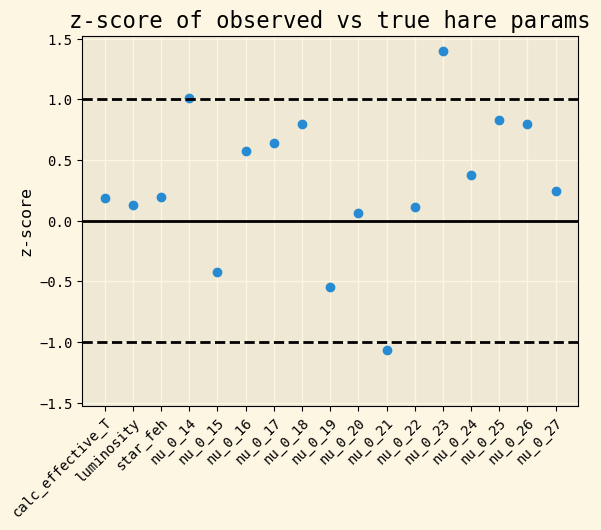 z-score of observed vs true hare params
z-score
1.5
1.0
0.5
0.0
−0.5
−1.0
−1.5
calc_effective_T
luminosity
star_feh
nu_0_14
nu_0_15
nu_0_16
nu_0_17
nu_0_18
nu_0_19
nu_0_20
nu_0_21
nu_0_22
nu_0_23
nu_0_24
nu_0_25
nu_0_26
nu_0_27